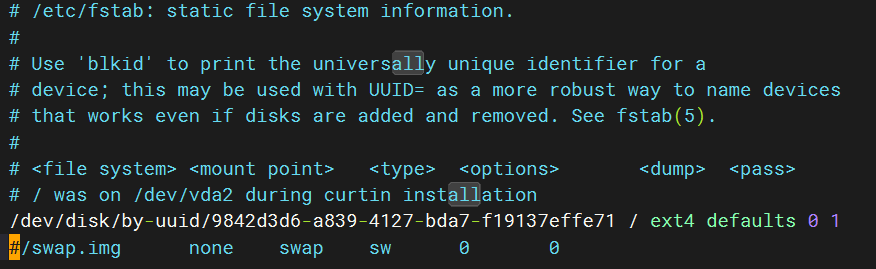 # /etc/fstab: static file system information.
#
# Use 'blkid' to print the universally unique identifier for a
# device; this may be used with UUID= as a more robust way to name devices
# that works even if disks are added and removed. See fstab(5).
#
# <file system> <mount point>   <type>  <options>       <dump>  <pass>
# / was on /dev/vda2 during curtin installation
/dev/disk/by-uuid/9842d3d6-a839-4127-bda7-f19137effe71 / ext4 defaults 0 1
#/swap.img      none    swap    sw      0       0